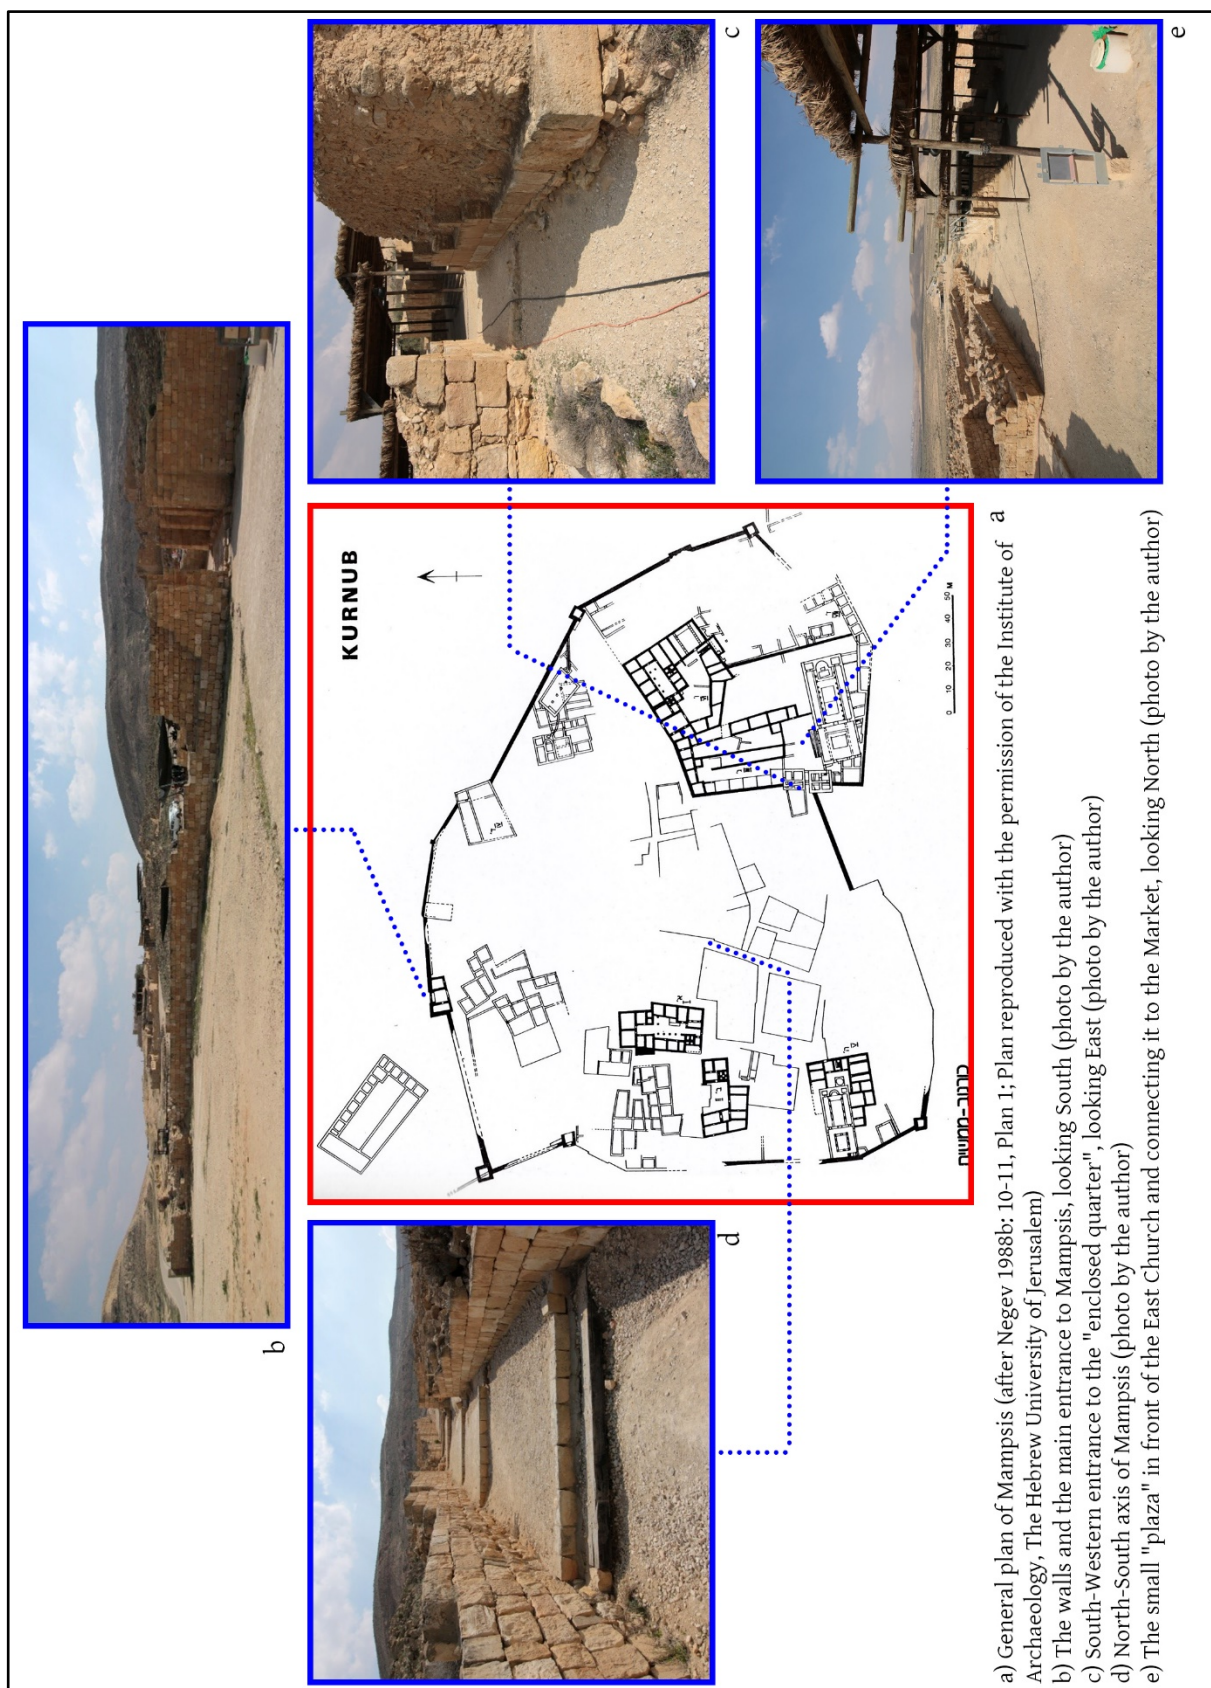 b
c
d
e
a
KURNUB
0 10 20 30 40 50 M
כורנוב-ממשית
a) General plan of Mampsis (after Negev 1988b: 10-11, Plan 1; Plan reproduced with the permission of the Institute of
Archaeology, The Hebrew University of Jerusalem)
b) The walls and the main entrance to Mampsis, looking South (photo by the author)
c) South-Western entrance to the "enclosed quarter", looking East (photo by the author)
d) North-South axis of Mampsis (photo by the author)
e) The small "plaza" in front of the East Church and connecting it to the Market, looking North (photo by the author)